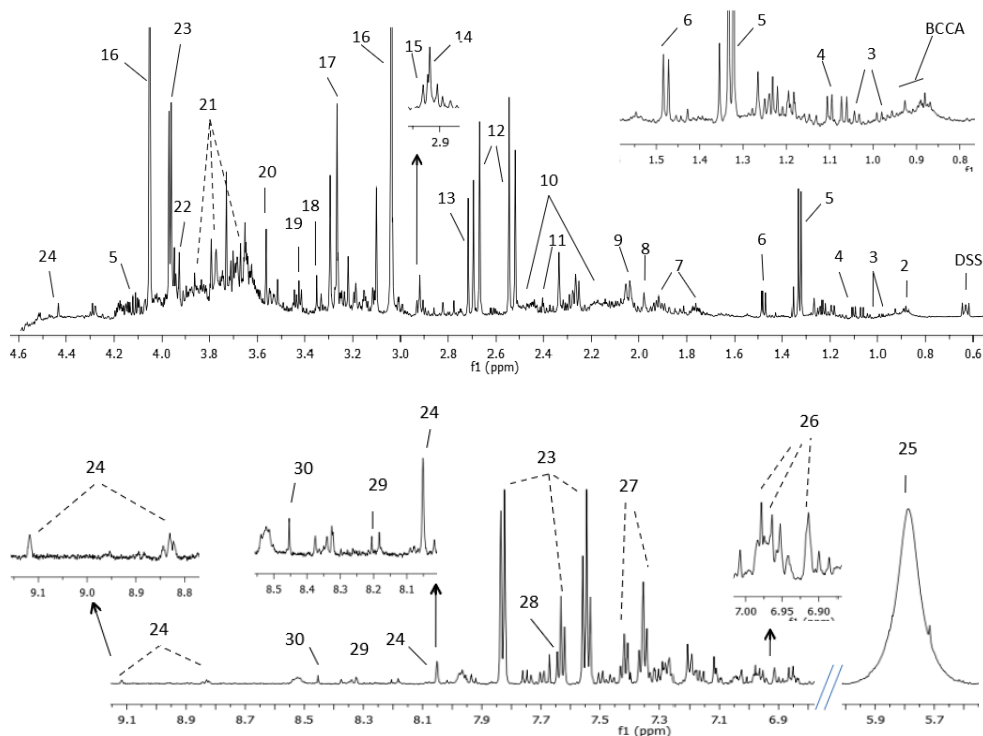 6 5 BCCA
4 3
1.5 1.4 1.3 1.2 1.1 1.0 0.9 0.8
f1
16 23 21 20 17 16 15 14
2.9
12
22 5 24 19 18 13 10 11 9 8 7 6 5 4 3 2 DSS
4.6 4.4 4.2 4.0 3.8 3.6 3.4 3.2 3.0 2.8 2.6 2.4 2.2 2.0 1.8 1.6 1.4 1.2 1.0 0.8 0.6
f1 (ppm)
24
9.1 9.0 8.9 8.8
30 29 24
8.5 8.4 8.3 8.2 8.1
23 28 27
26
7.00 6.95 6.90
f1 (ppm)
25
24 30 29 24
9.1 8.9 8.7 8.5 8.3 8.1 7.9 7.7 7.5 7.3 7.1 6.9 5.9 5.7
f1 (ppm)